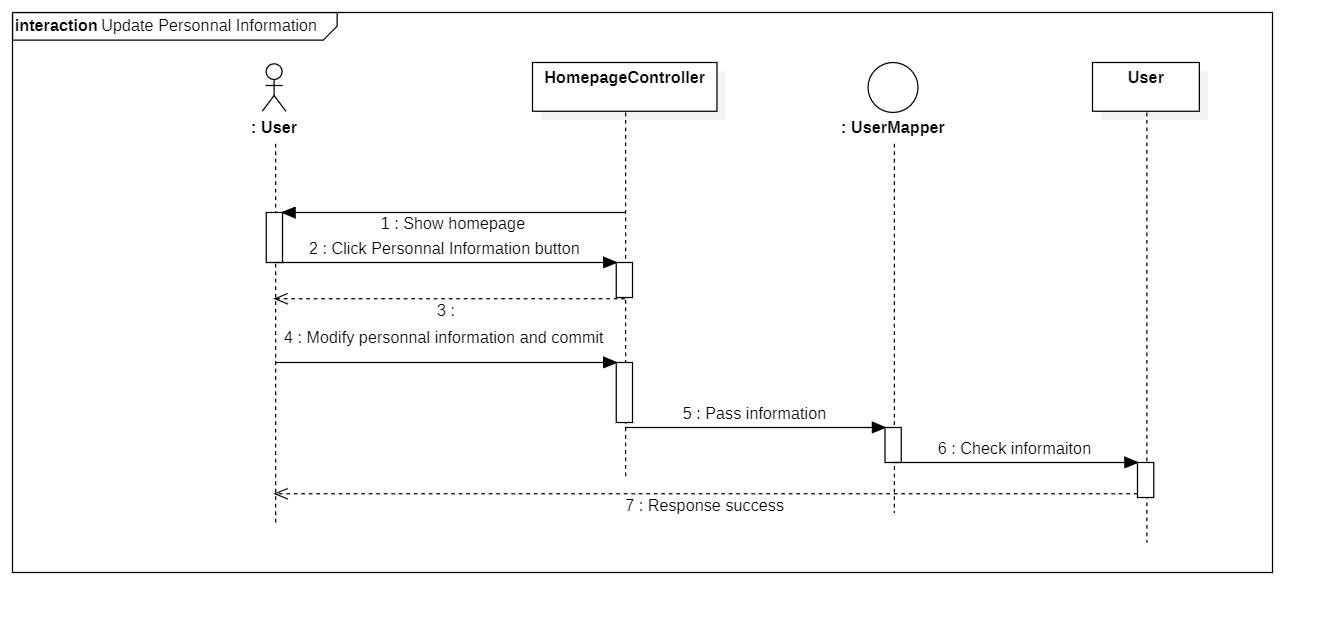 interaction Update Personnal Information
HomepageController
User
: User
: UserMapper
1 : Show homepage
2 : Click Personnal Information button
3 :
4 : Modify personnal information and commit
5 : Pass information
6 : Check informaiton
7 : Response success